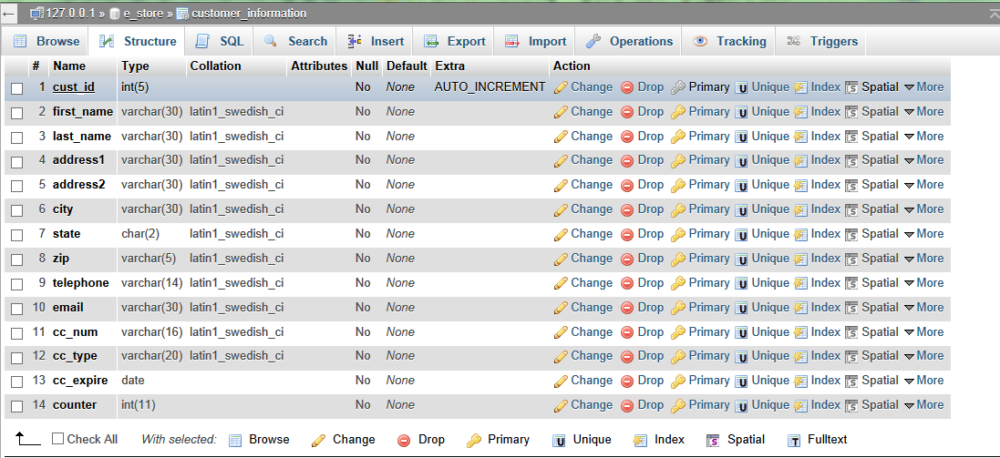 127.0.0.1 » e_store » customer_information
Browse Structure SQL Search Insert Export Import Operations Tracking Triggers
# Name Type Collation Attributes Null Default Extra Action
1 cust_id int(5) No None AUTO_INCREMENT Change Drop Primary Unique Index Spatial More
2 first_name varchar(30) latin1_swedish_ci No None Change Drop Primary Unique Index Spatial More
3 last_name varchar(30) latin1_swedish_ci No None Change Drop Primary Unique Index Spatial More
4 address1 varchar(30) latin1_swedish_ci No None Change Drop Primary Unique Index Spatial More
5 address2 varchar(30) latin1_swedish_ci No None Change Drop Primary Unique Index Spatial More
6 city varchar(30) latin1_swedish_ci No None Change Drop Primary Unique Index Spatial More
7 state char(2) latin1_swedish_ci No None Change Drop Primary Unique Index Spatial More
8 zip varchar(5) latin1_swedish_ci No None Change Drop Primary Unique Index Spatial More
9 telephone varchar(14) latin1_swedish_ci No None Change Drop Primary Unique Index Spatial More
10 email varchar(30) latin1_swedish_ci No None Change Drop Primary Unique Index Spatial More
11 cc_num varchar(16) latin1_swedish_ci No None Change Drop Primary Unique Index Spatial More
12 cc_type varchar(20) latin1_swedish_ci No None Change Drop Primary Unique Index Spatial More
13 cc_expire date No None Change Drop Primary Unique Index Spatial More
14 counter int(11) No None Change Drop Primary Unique Index Spatial More
Check All With selected: Browse Change Drop Primary Unique Index Spatial Fulltext